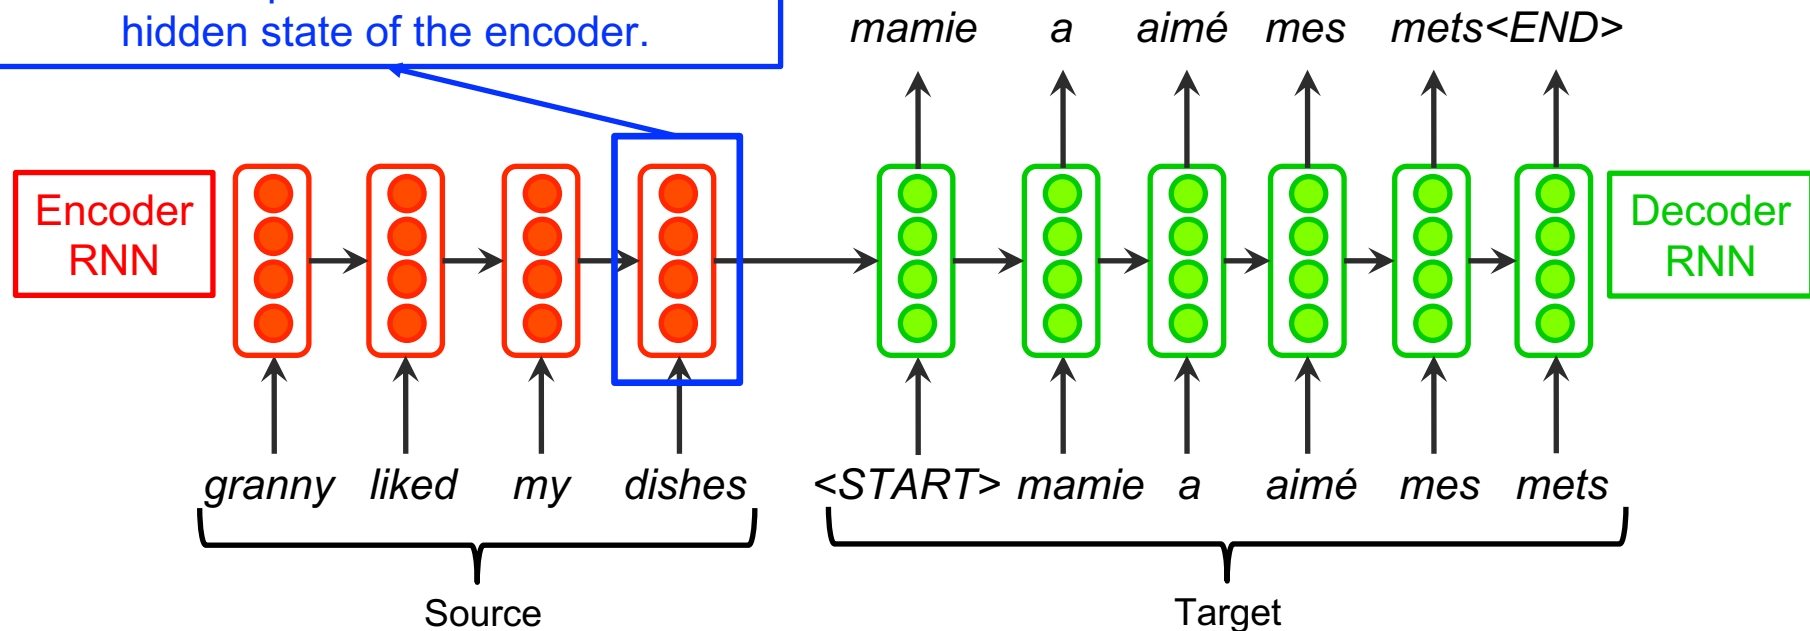 hidden state of the encoder.
mamie a aimé mes mets<END>
Encoder
RNN
Decoder
RNN
granny liked my dishes <START> mamie a aimé mes mets
Source Target